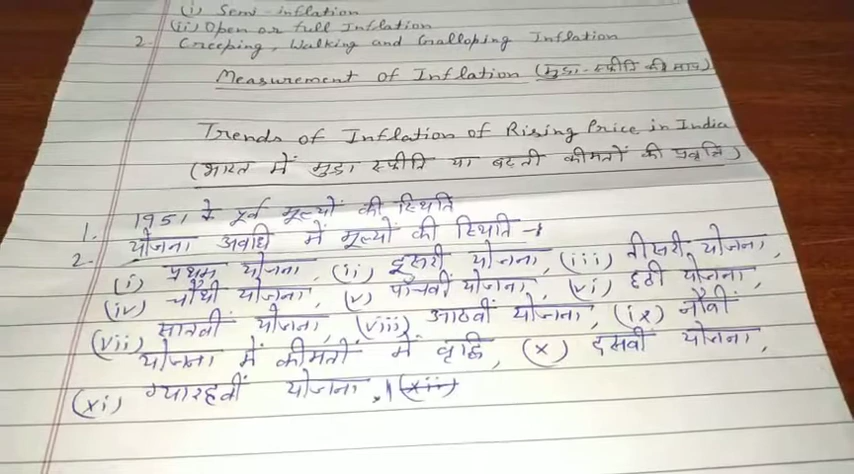 (i) Semi-inflation
(ii) Open or full Inflation
2. Creeping, Walking and Galloping Inflation
Measurement of Inflation (मुद्रा-स्फीति की माप)
Trends of Inflation of Rising Price in India
(भारत में मुद्रा स्फीति या बढ़ती कीमतों की प्रवृति)
1. 1951 के पूर्व मूल्यों की स्थिति
2. योजना अवधि में मूल्यों की स्थिति -
(i) प्रथम योजना, (ii) दूसरी योजना, (iii) तीसरी योजना,
(iv) चौथी योजना, (v) पाँचवीं योजना, (vi) छठी योजना,
(vii) सातवीं योजना, (viii) आठवीं योजना, (ix) नौवीं
योजना में कीमतों में वृद्धि, (x) दसवीं योजना,
(xi) ग्यारहवीं योजना, (xii)